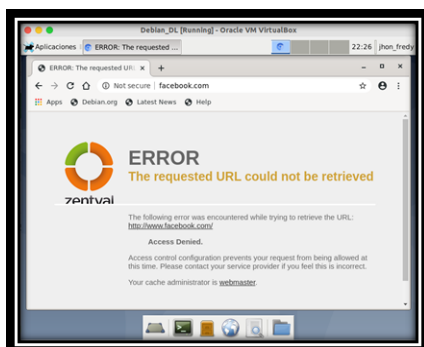 Debian_DL [Running] - Oracle VM VirtualBox
Aplicaciones
ERROR: The requested ...
22:26
jhon_fredy
ERROR: The requested URL
Not secure | facebook.com
Apps
Debian.org
Latest News
Help
zentyal
ERROR
The requested URL could not be retrieved
The following error was encountered while trying to retrieve the URL:
http://www.facebook.com/
Access Denied.
Access control configuration prevents your request from being allowed at
this time. Please contact your service provider if you feel this is incorrect.
Your cache administrator is webmaster.